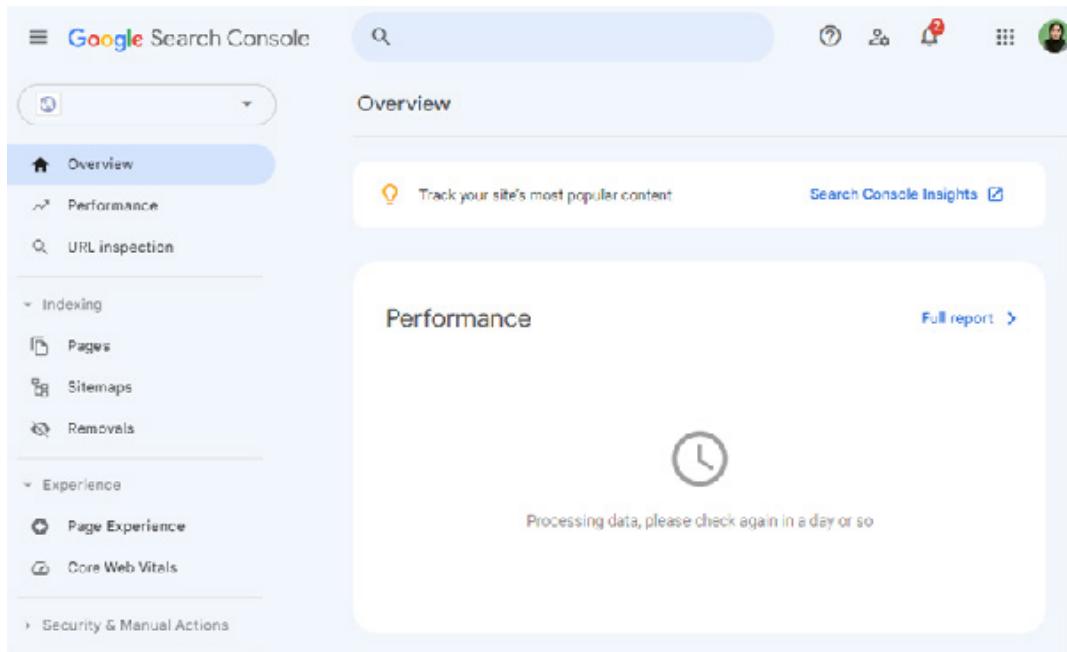 Google Search Console
2
Overview
Overview
Performance
URL inspection
Indexing
Pages
Sitemaps
Removals
Experience
Page Experience
Core Web Vitals
Security & Manual Actions
Track your site's most popular content
Search Console Insights
Performance
Full report
Processing data, please check again in a day or so